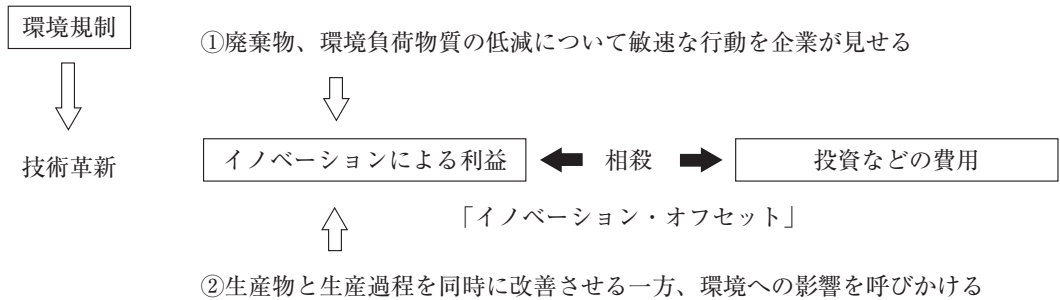 環境規制
①廃棄物、環境負荷物質の低減について敏速な行動を企業が見せる
技術革新
イノベーションによる利益
相殺
投資などの費用
「イノベーション・オフセット」
②生産物と生産過程を同時に改善させる一方、環境への影響を呼びかける